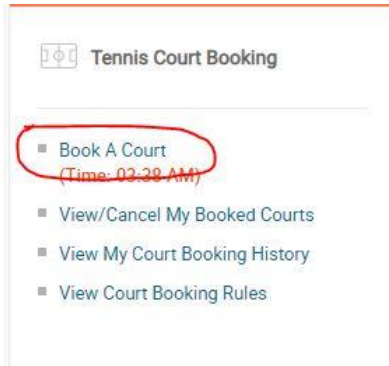 Tennis Court Booking
Book A Court
(Time: 03:38 AM)
View/Cancel My Booked Courts
View My Court Booking History
View Court Booking Rules